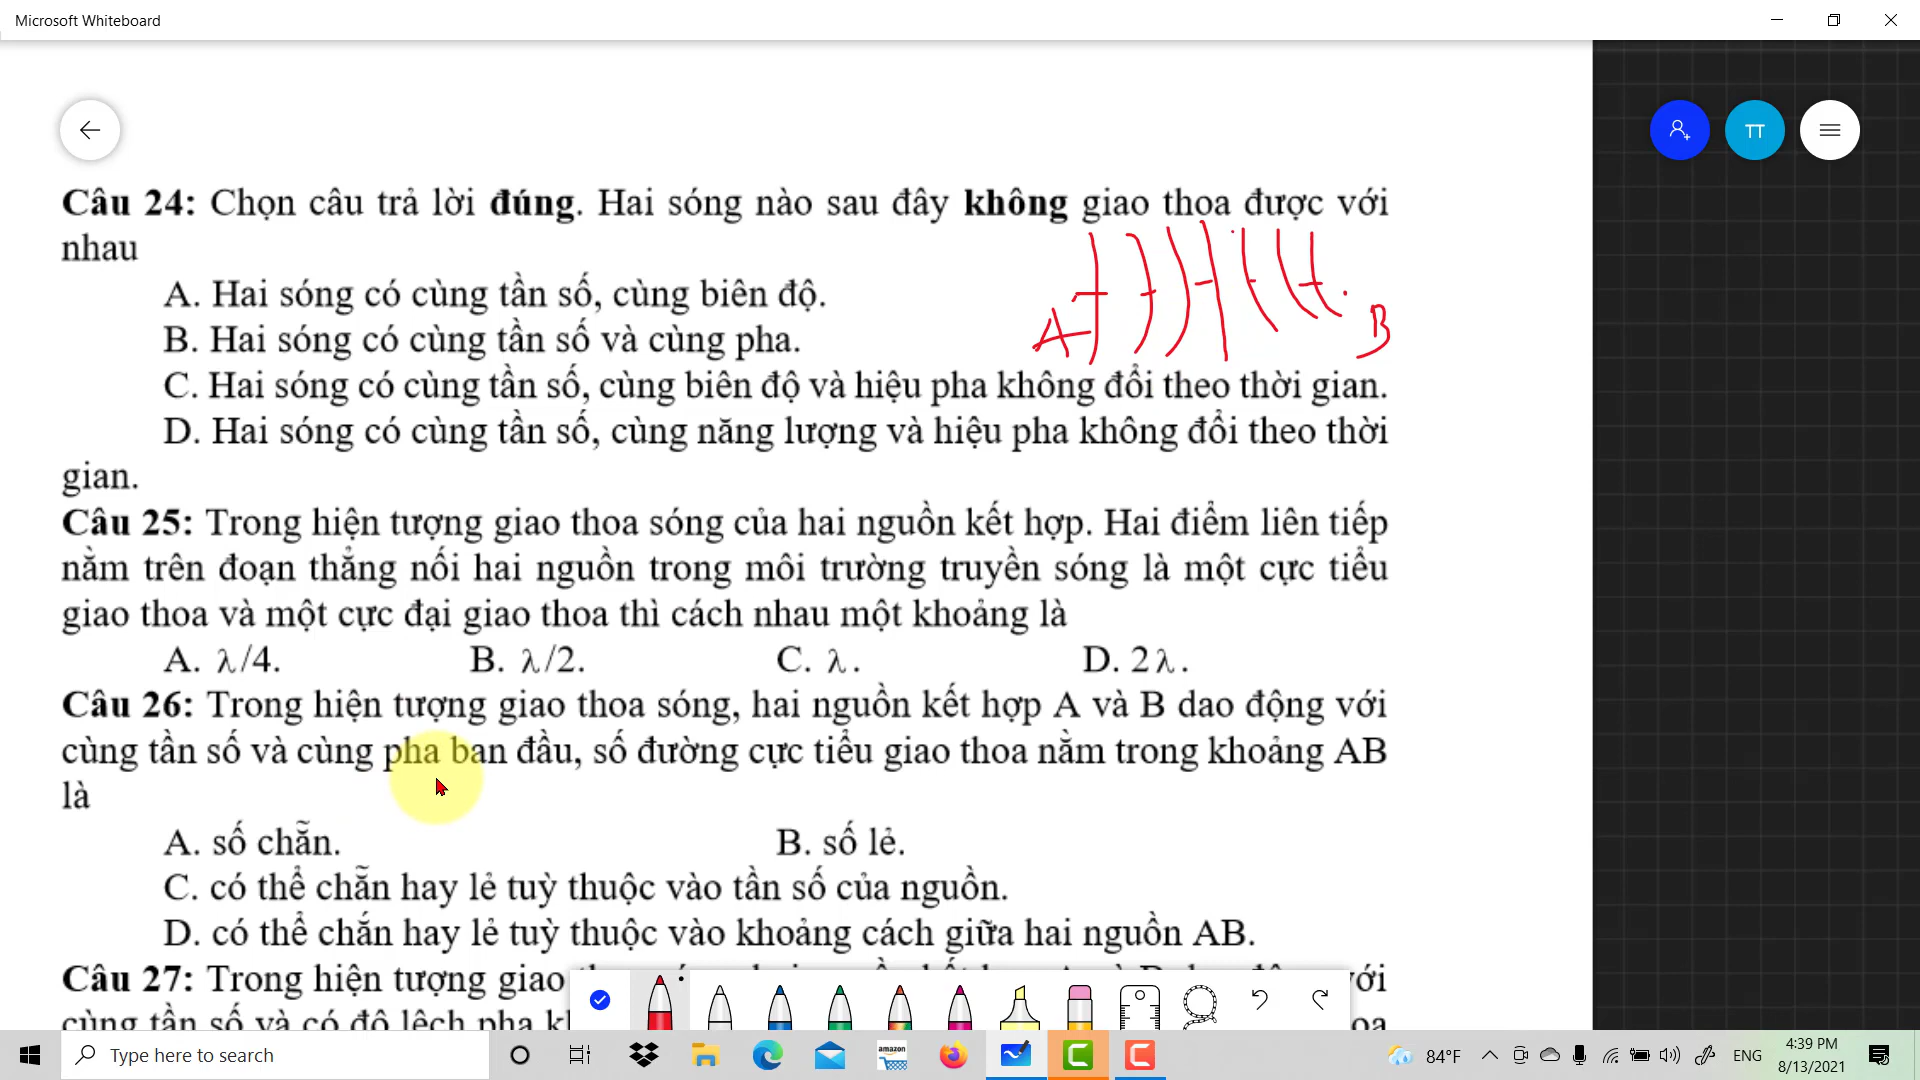 Microsoft Whiteboard
TT
Câu 24: Chọn câu trả lời đúng. Hai sóng nào sau đây không giao thoa được với
nhau
A. Hai sóng có cùng tần số, cùng biên độ.
B. Hai sóng có cùng tần số và cùng pha.
A
B
C. Hai sóng có cùng tần số, cùng biên độ và hiệu pha không đổi theo thời gian.
D. Hai sóng có cùng tần số, cùng năng lượng và hiệu pha không đổi theo thời
gian.
Câu 25: Trong hiện tượng giao thoa sóng của hai nguồn kết hợp. Hai điểm liên tiếp
nằm trên đoạn thẳng nối hai nguồn trong môi trường truyền sóng là một cực tiểu
giao thoa và một cực đại giao thoa thì cách nhau một khoảng là
A. λ/4. B. λ/2. C. λ. D. 2λ.
Câu 26: Trong hiện tượng giao thoa sóng, hai nguồn kết hợp A và B dao động với
cùng tần số và cùng pha ban đầu, số đường cực tiểu giao thoa nằm trong khoảng AB
là
A. số chẵn. B. số lẻ.
C. có thể chẵn hay lẻ tuỳ thuộc vào tần số của nguồn.
D. có thể chẵn hay lẻ tuỳ thuộc vào khoảng cách giữa hai nguồn AB.
Câu 27: Trong hiện tượng giao
cùng tần số và có độ lệch pha
Type here to search
amazon
84°F
ENG
4:39 PM
8/13/2021